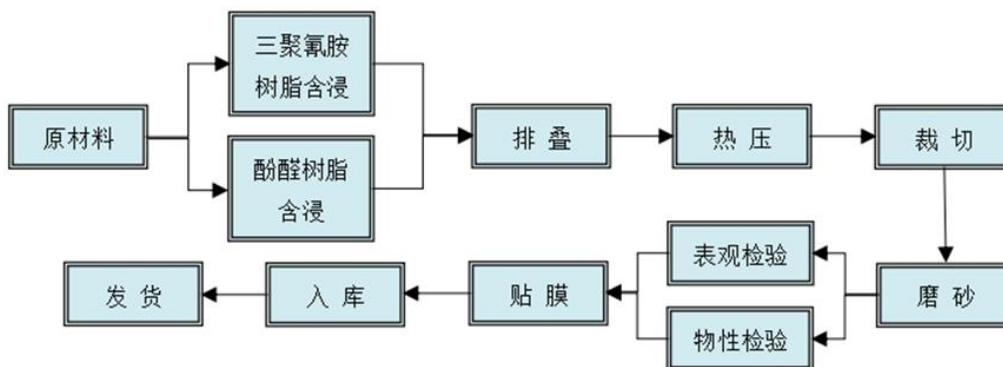 原材料
三聚氰胺
树脂含浸
酚醛树脂
含浸
排 叠
热 压
裁 切
磨 砂
表观检验
物性检验
贴 膜
入 库
发 货